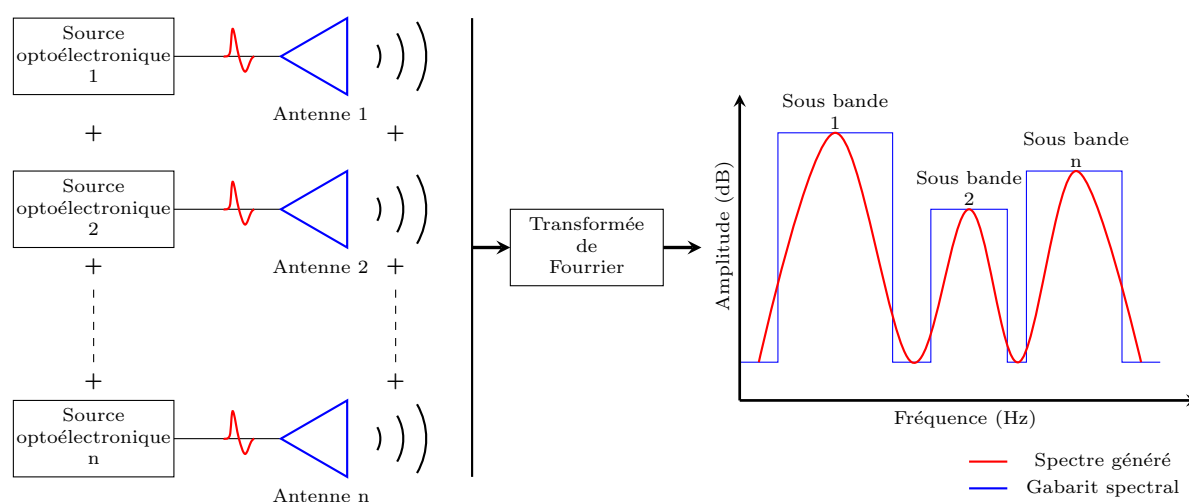 Source
optoélectronique
1
Antenne 1
+
+
Source
optoélectronique
2
Antenne 2
+
+
+
+
Source
optoélectronique
n
Antenne n
Transformée
de
Fourrier
Amplitude (dB)
Sous bande
1
Sous bande
2
Sous bande
n
Fréquence (Hz)
Spectre généré
Gabarit spectral